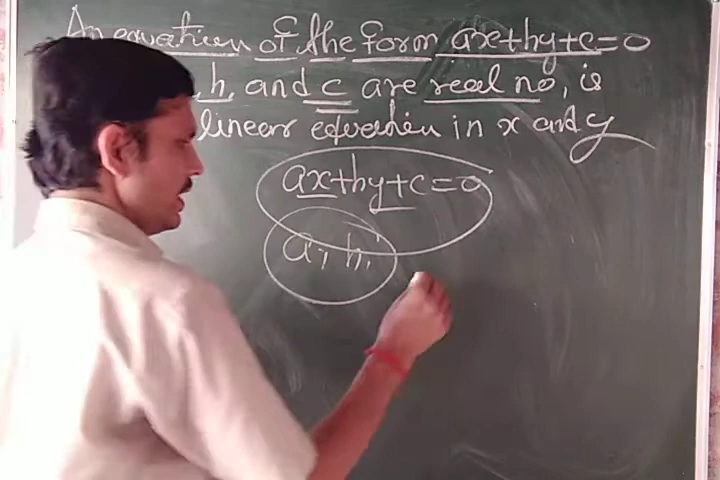 An equation of the form ax+by+c=0
, b, and c are real no, is
linear equation in x and y
ax+by+c=0
a, b,